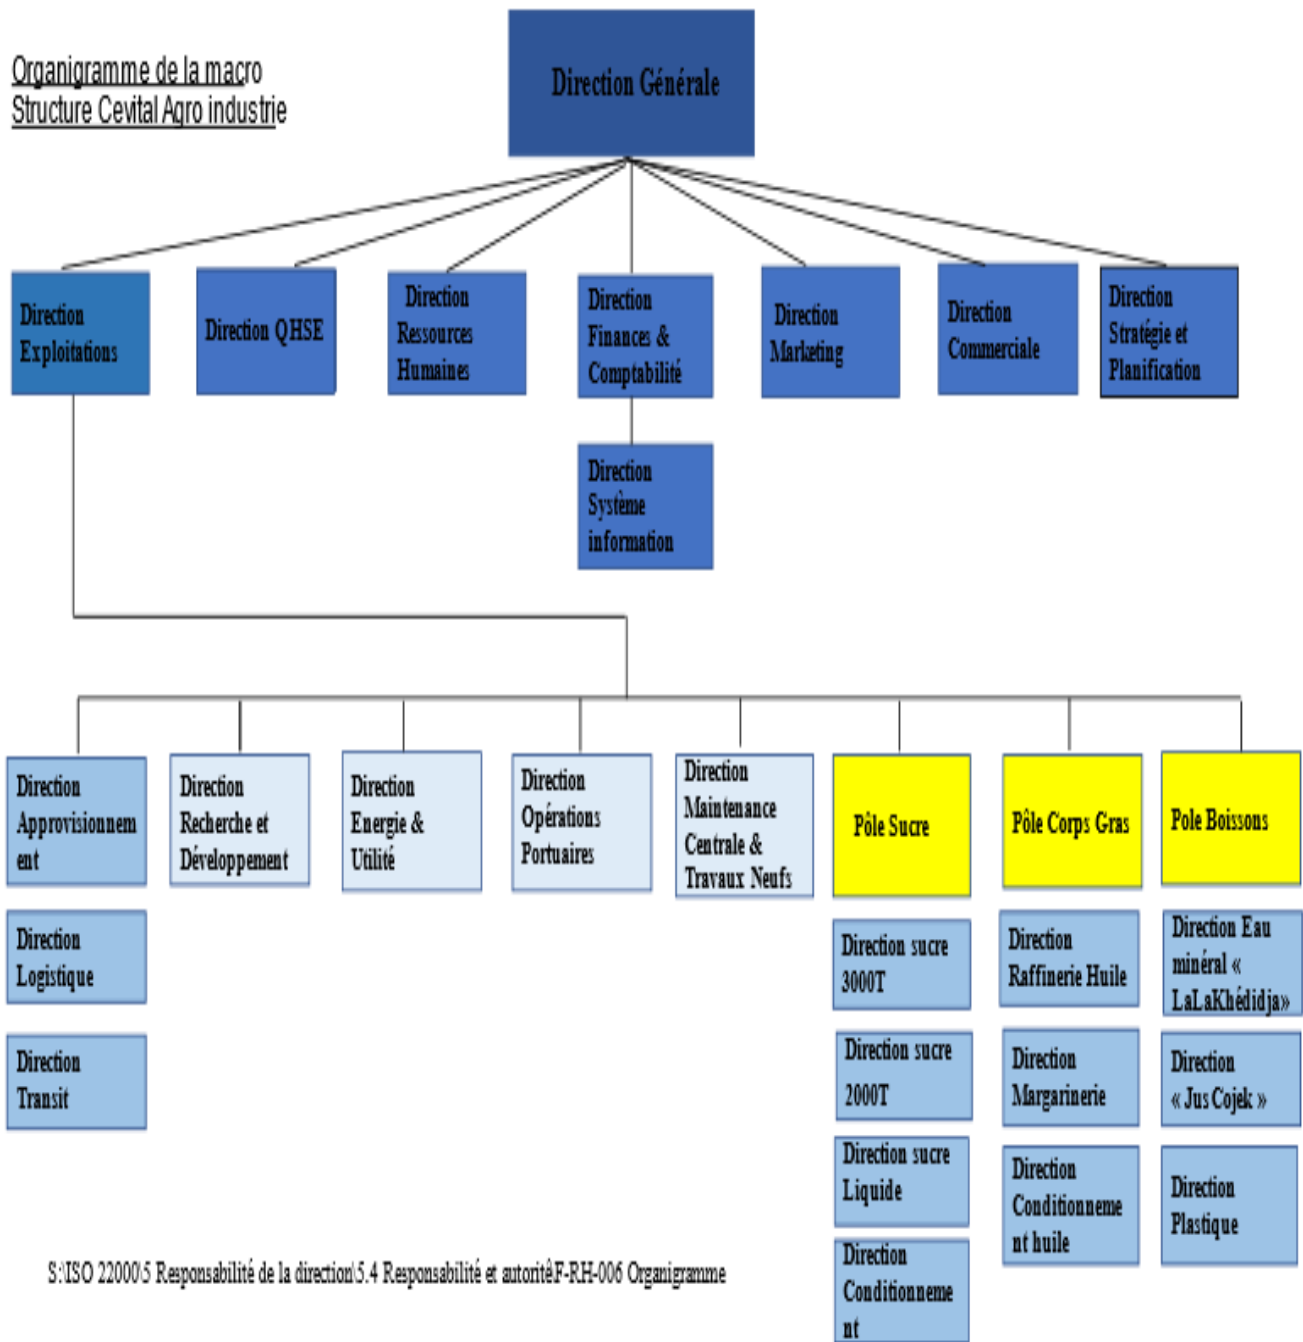 Organigramme de la macro
Structure Cevital Agro industrie
Direction Générale
Direction
Exploitations
Direction QHSE
Direction
Ressources
Humaines
Direction
Finances &
Comptabilité
Direction
Marketing
Direction
Commerciale
Direction
Stratégie et
Planification
Direction
Système
information
Direction
Approvisionnem
ent
Direction
Recherche et
Développement
Direction
Energie &
Utilité
Direction
Opérations
Portuaires
Direction
Maintenance
Centrale &
Travaux Neufs
Pôle Sucre
Pôle Corps Gras
Pole Boissons
Direction
Logistique
Direction
Transit
Direction sucre
3000T
Direction sucre
2000T
Direction sucre
Liquide
Direction
Conditionneme
nt
Direction
Raffinerie Huile
Direction
Margarinerie
Direction
Conditionneme
nt huile
Direction Eau
minéral «
LaLaKhédidja»
Direction
« Jus Cojek »
Direction
Plastique
S:\ISO 22000\5 Responsabilité de la direction\5.4 Responsabilité et autorité\F-RH-006 Organigramme